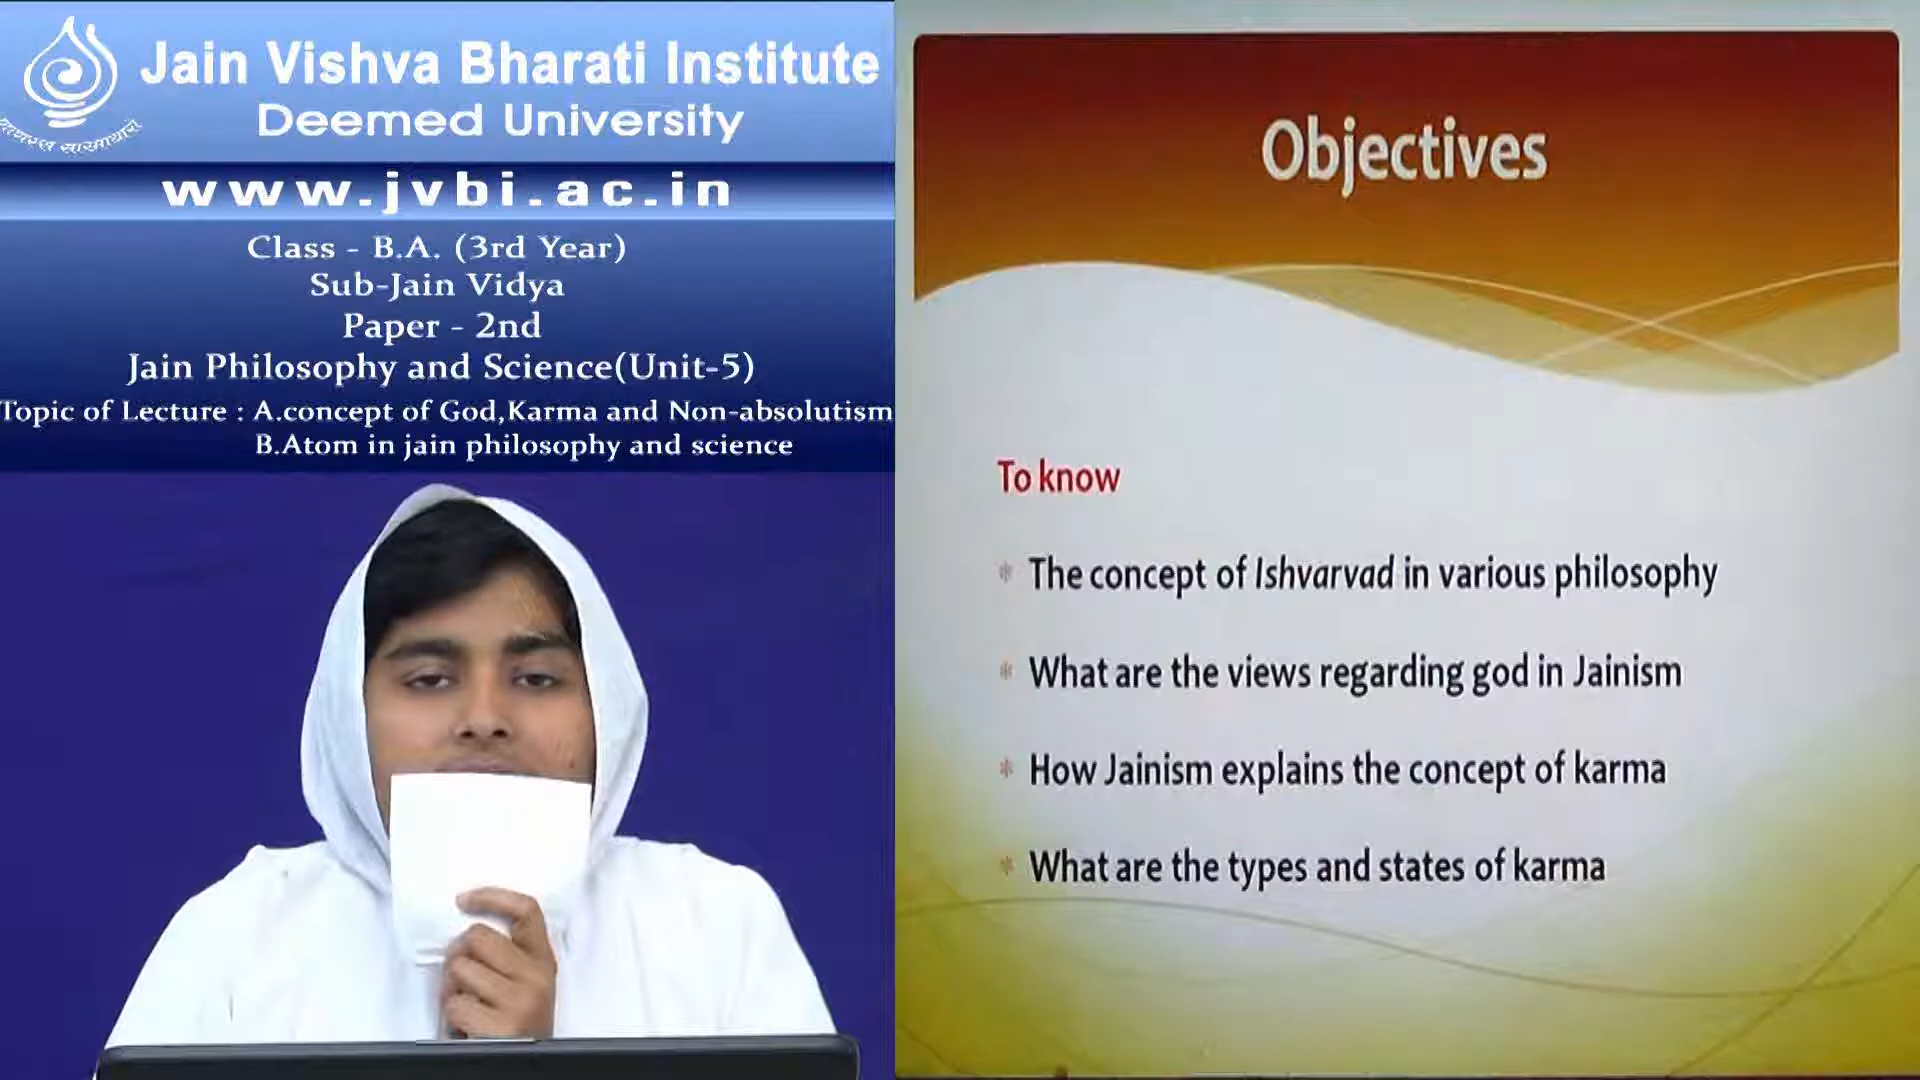 Jain Vishva Bharati Institute
Deemed University
www.jvbi.ac.in
Class - B.A. (3rd Year)
Sub-Jain Vidya
Paper - 2nd
Jain Philosophy and Science(Unit-5)
Topic of Lecture : A.concept of God,Karma and Non-absolutism
B.Atom in jain philosophy and science
Objectives
To know
* The concept of Ishvarvad in various philosophy
* What are the views regarding god in Jainism
* How Jainism explains the concept of karma
* What are the types and states of karma